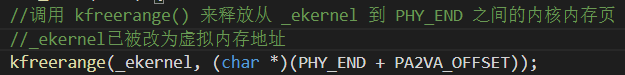 //调用 kfreerange() 来释放从 _ekernel 到 PHY_END 之间的内核内存页
//_ekernel已被改为虚拟内存地址
kfreerange(_ekernel, (char *)(PHY_END + PA2VA_OFFSET));